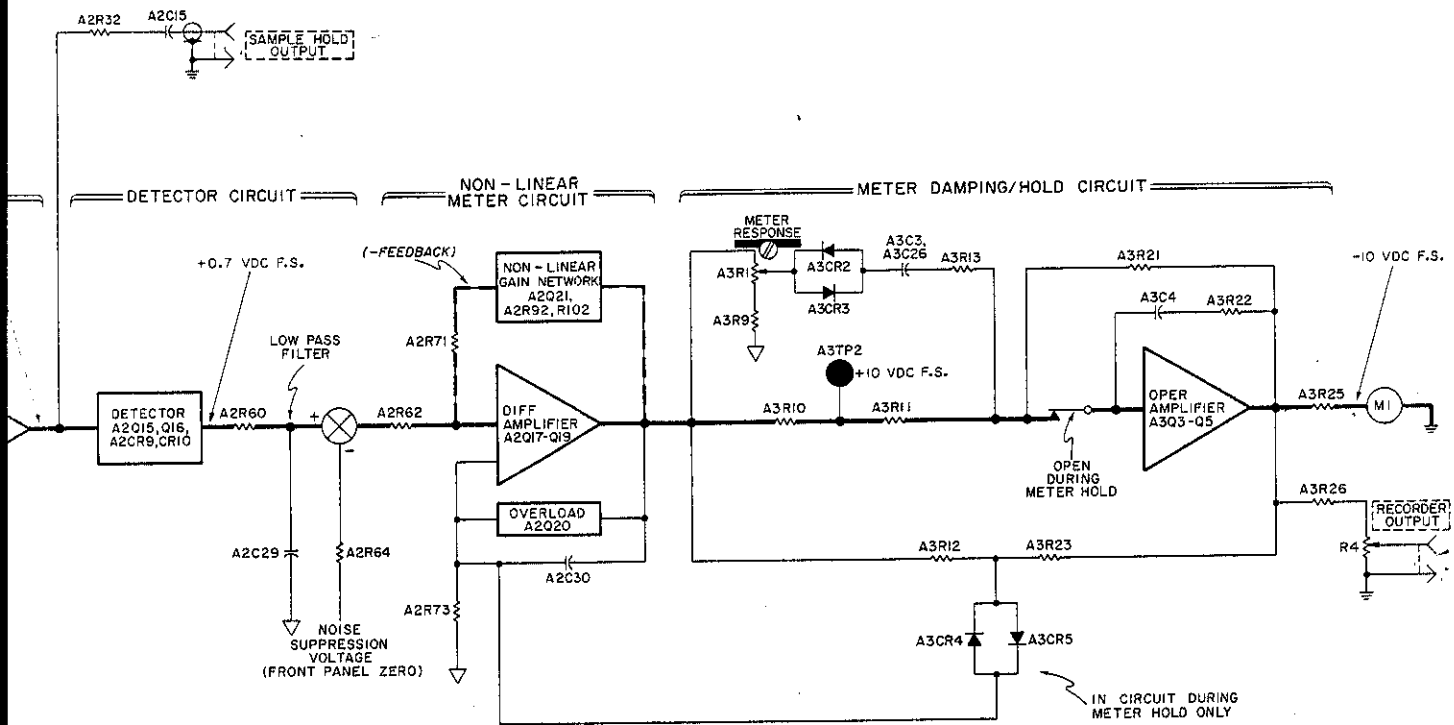 A2R32
A2C15
SAMPLE HOLD
OUTPUT
DETECTOR CIRCUIT
NON-LINEAR
METER CIRCUIT
METER DAMPING/HOLD CIRCUIT
+0.7 VDC F.S.
(-FEEDBACK)
NON-LINEAR
GAIN NETWORK
A2Q21,
A2R92, R102
METER
RESPONSE
A3R1
A3CR2
A3CR3
A3C3,
A3C26
A3R13
A3R21
-10 VDC F.S.
A3C4
A3R22
A3R9
A2R71
LOW PASS
FILTER
A3TP2
+10 VDC F.S.
DETECTOR
A2Q15, Q16,
A2CR9, CR10
A2R60
+
-
A2R62
DIFF
AMPLIFIER
A2Q17-Q19
A3R10
A3R11
OPEN
DURING
METER HOLD
OPER
AMPLIFIER
A3Q3-Q5
A3R25
M1
OVERLOAD
A2Q20
A3R26
RECORDER
OUTPUT
R4
A2C29
A2R64
A2C30
A3R12
A3R23
A2R73
NOISE
SUPPRESSION
VOLTAGE
(FRONT PANEL ZERO)
A3CR4
A3CR5
IN CIRCUIT DURING
METER HOLD ONLY